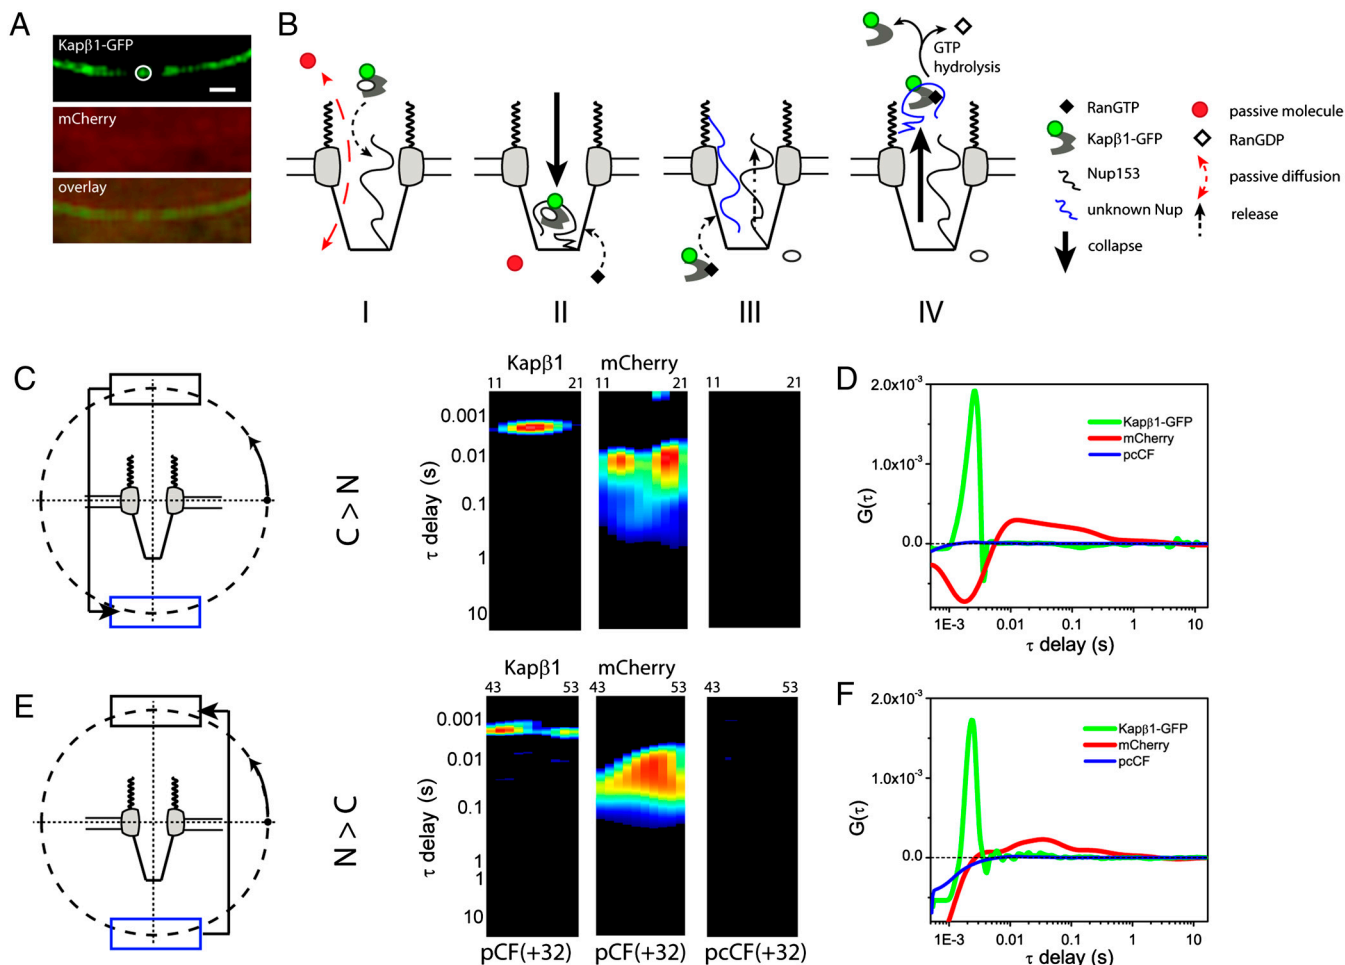 A
Kapβ1-GFP
mCherry
overlay
B
GTP
hydrolysis
I
II
III
IV
RanGTP
Kapβ1-GFP
Nup153
unknown Nup
collapse
passive molecule
RanGDP
passive diffusion
release
C
C > N
Kapβ1
mCherry
11 21 11 21 11 21
τ delay (s)
0.001
0.01
0.1
1
10
D
2.0x10⁻³
1.0x10⁻³
0.0
G(τ)
Kapβ1-GFP
mCherry
pcCF
1E-3 0.01 0.1 1 10
τ delay (s)
E
N > C
Kapβ1
mCherry
43 53 43 53 43 53
τ delay (s)
0.001
0.01
0.1
1
1
10
pCF(+32) pCF(+32) pcCF(+32)
F
2.0x10⁻³
1.0x10⁻³
0.0
G(τ)
Kapβ1-GFP
mCherry
pcCF
1E-3 0.01 0.1 1 10
τ delay (s)